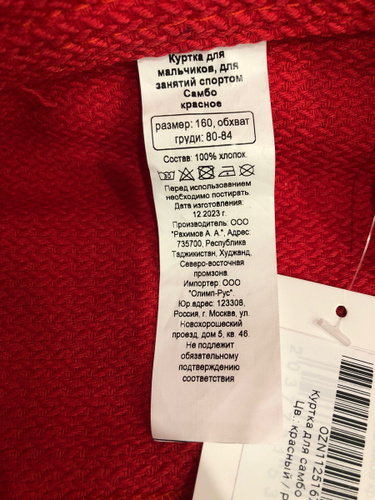 Куртка для
мальчиков, для
занятий спортом
Самбо
красное
размер: 160, обхват
груди: 80-84
Состав: 100% хлопок.
Перед использованием
необходимо постирать.
Дата изготовления:
12.2023 г.
Производитель: ООО
"Рахимов А. А.", Адрес:
735700, Республика
Таджикистан, Худжанд,
Северо-восточная
промзона.
Импортер: ООО
"Олимп-Рус"
Юр.адрес: 123308,
Россия, г. Москва, ул.
Новохорошевский
проезд, дом 5, кв. 46.
Не подлежит
обязательному
подтверждению
соответствия
Куртка для самбо
Цв.: красный /